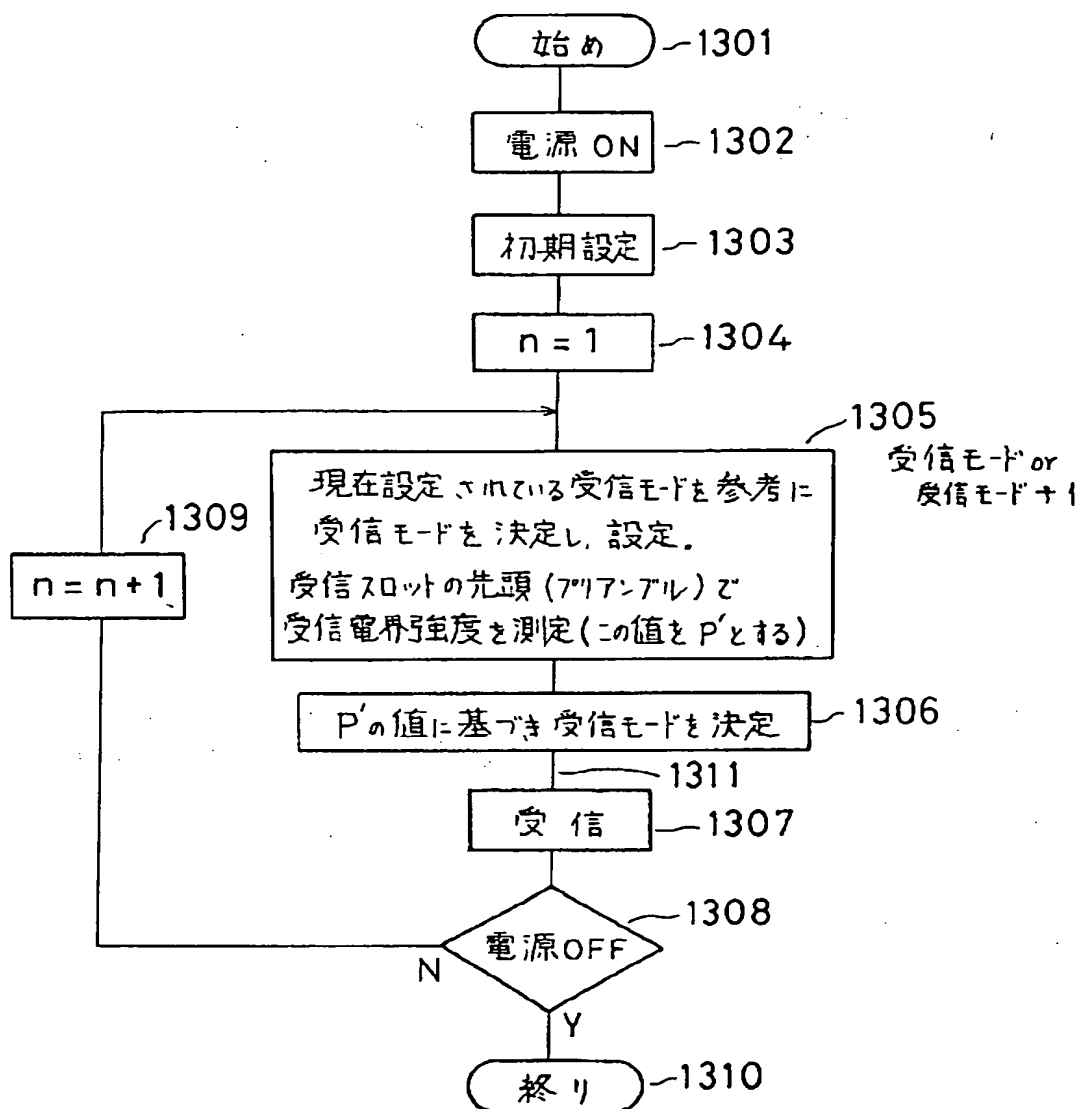 始め 1301
電源 ON 1302
初期設定 1303
n = 1 1304
1305
受信モード or
受信モード+1
現在設定されている受信モードを参考に
受信モードを決定し、設定.
受信スロットの先頭 (プリアンブル) で
受信電界強度を測定 (この値をP'とする)
1309
n = n + 1
P'の値に基づき受信モードを決定 1306
1311
受信 1307
1308
電源OFF
N
Y
終り 1310